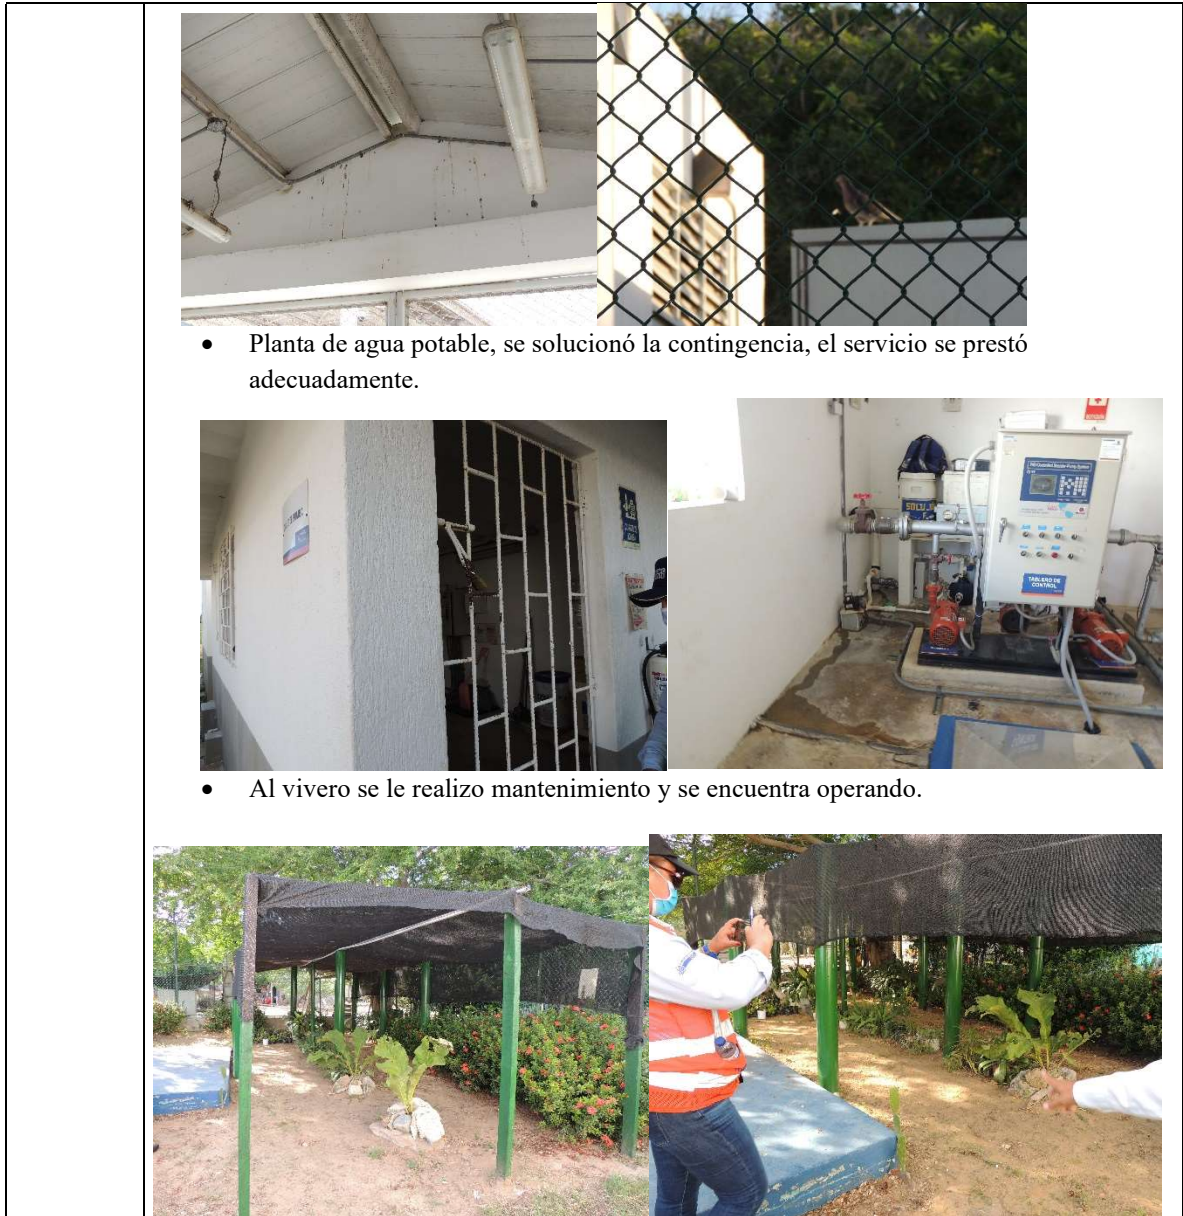 • Planta de agua potable, se solucionó la contingencia, el servicio se prestó
adecuadamente.
SOLU
TABLERO DE
CONTROL
• Al vivero se le realizo mantenimiento y se encuentra operando.